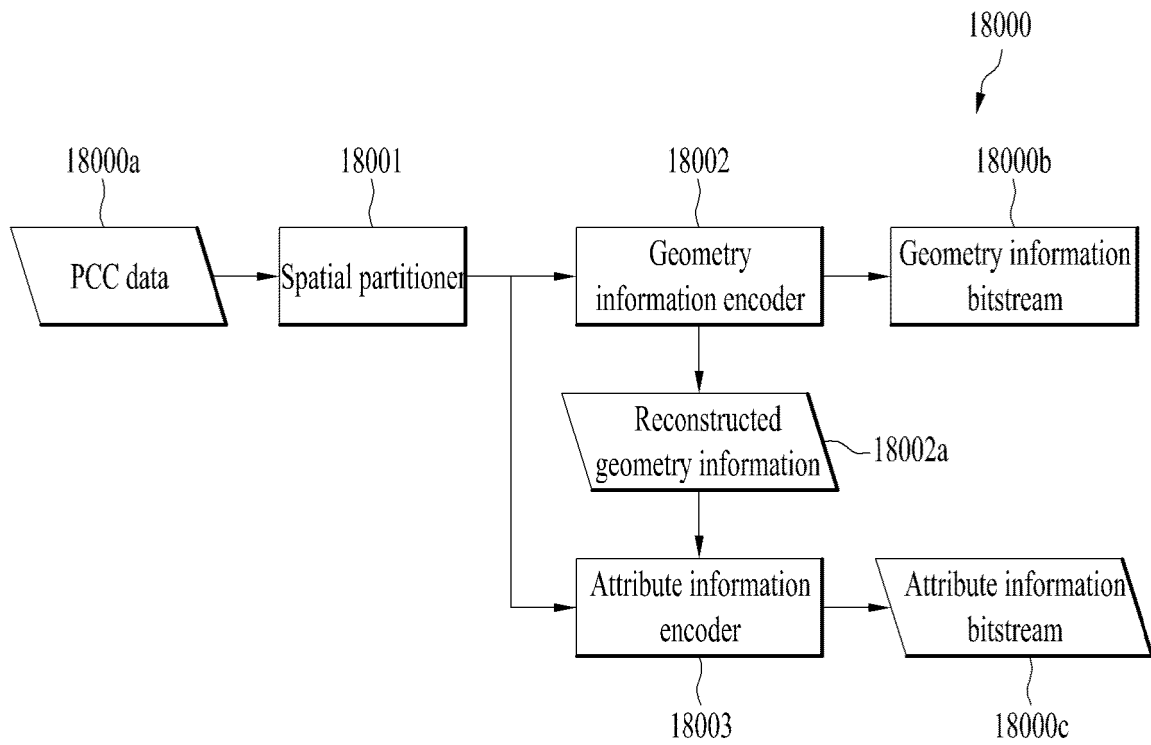 18000
18000a
18001
18002
18000b
PCC data
Spatial partitioner
Geometry
information encoder
Geometry information
bitstream
Reconstructed
geometry information
18002a
Attribute information
encoder
Attribute information
bitstream
18003
18000c